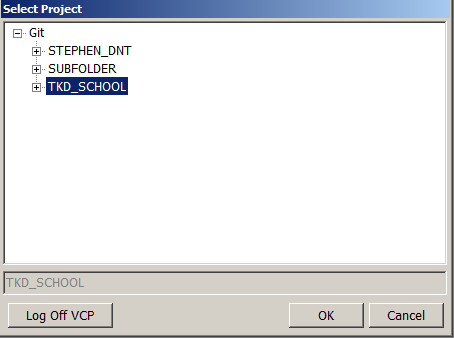 Select Project
Git
STEPHEN_DNT
SUBFOLDER
TKD_SCHOOL
TKD_SCHOOL
Log Off VCP
OK
Cancel